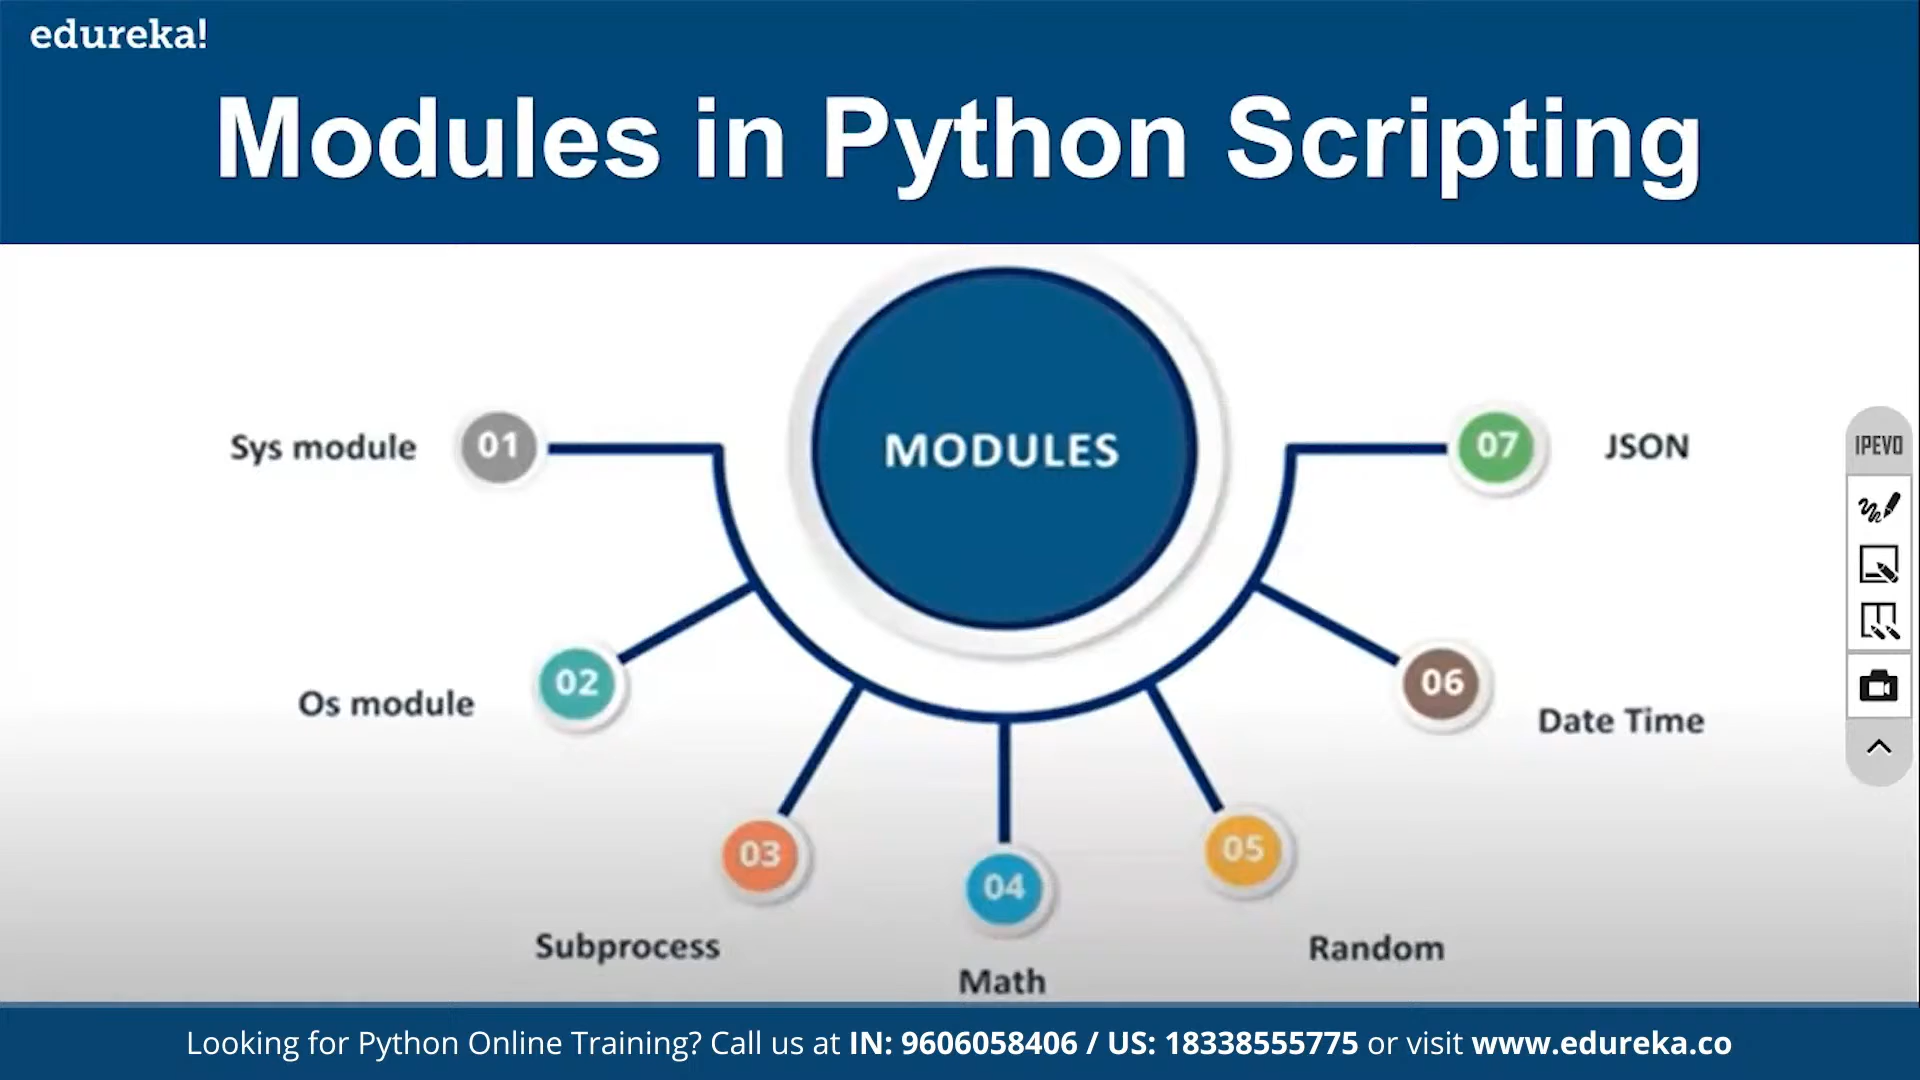 edureka!
Modules in Python Scripting
MODULES
Sys module 01
07 JSON
02
Os module
06
Date Time
03
Subprocess
04
Math
05
Random
IPEVO
Looking for Python Online Training? Call us at IN: 9606058406 / US: 18338555775 or visit www.edureka.co